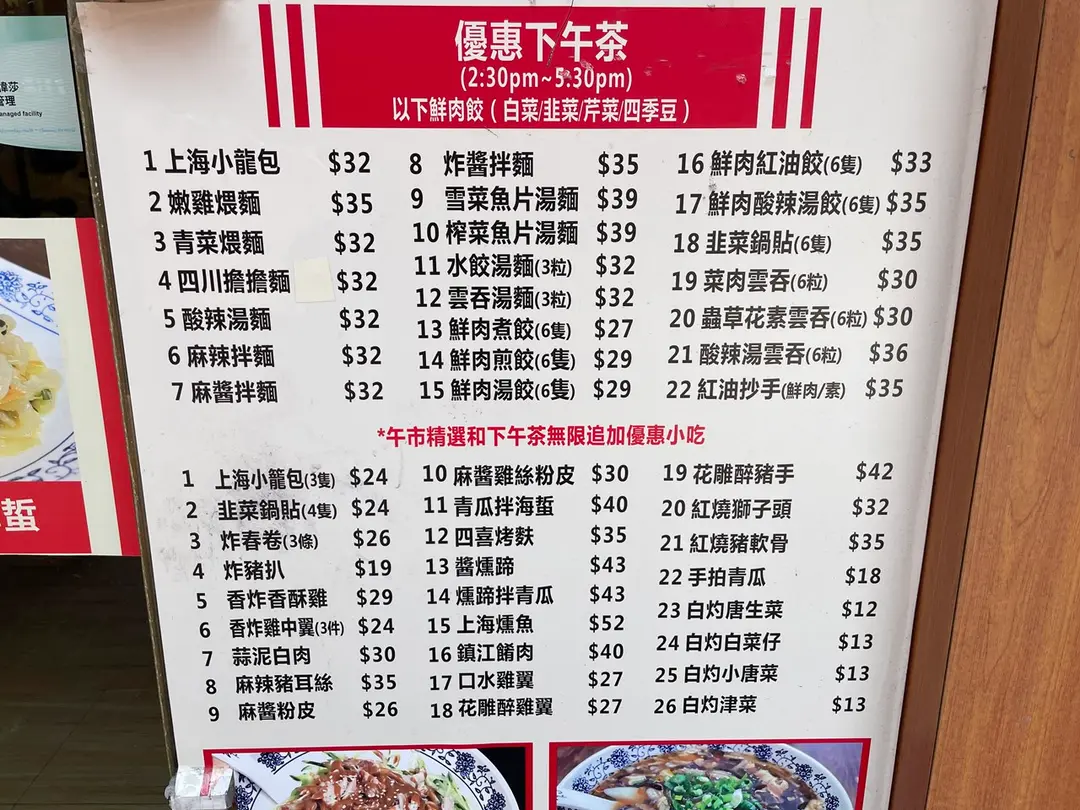 優惠下午茶
(2:30pm~5:30pm)
以下鮮肉餃（白菜/韭菜/芹菜/四季豆）
1 上海小龍包 $32
2 嫩雞煨麵 $35
3 青菜煨麵 $32
4 四川擔擔麵 $32
5 酸辣湯麵 $32
6 麻辣拌麵 $32
7 麻醬拌麵 $32
8 炸醬拌麵 $35
9 雪菜魚片湯麵 $39
10 榨菜魚片湯麵 $39
11 水餃湯麵(3粒) $32
12 雲吞湯麵(3粒) $32
13 鮮肉煮餃(6隻) $27
14 鮮肉煎餃(6隻) $29
15 鮮肉湯餃(6隻) $29
16 鮮肉紅油餃(6隻) $33
17 鮮肉酸辣湯餃(6隻) $35
18 韭菜鍋貼(6隻) $35
19 菜肉雲吞(6粒) $30
20 蟲草花素雲吞(6粒) $30
21 酸辣湯雲吞(6粒) $36
22 紅油抄手(鮮肉/素) $35
*午市精選和下午茶無限追加優惠小吃
1 上海小籠包(3隻) $24
2 韭菜鍋貼(4隻) $24
3 炸春卷(3條) $26
4 炸豬扒 $19
5 香炸香酥雞 $29
6 香炸雞中翼(3件) $24
7 蒜泥白肉 $30
8 麻辣豬耳絲 $35
9 麻醬粉皮 $26
10 麻醬雞絲粉皮 $30
11 青瓜拌海蜇 $40
12 四喜烤麩 $35
13 醬燻蹄 $43
14 燻蹄拌青瓜 $43
15 上海燻魚 $52
16 鎮江餚肉 $40
17 口水雞翼 $27
18 花雕醉雞翼 $27
19 花雕醉豬手 $42
20 紅燒獅子頭 $32
21 紅燒豬軟骨 $35
22 手拍青瓜 $18
23 白灼唐生菜 $12
24 白灼白菜仔 $13
25 白灼小唐菜 $13
26 白灼津菜 $13
管理
anaged facility
蜇